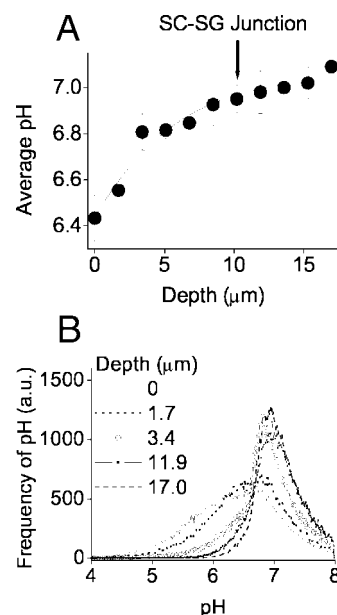 A
SC-SG Junction
7.0
6.8
6.6
6.4
Average pH
0 5 10 15
Depth (μm)
B
Depth (μm)
0
1.7
3.4
11.9
17.0
1500
1000
500
0
Frequency of pH (a.u.)
4 5 6 7 8
pH